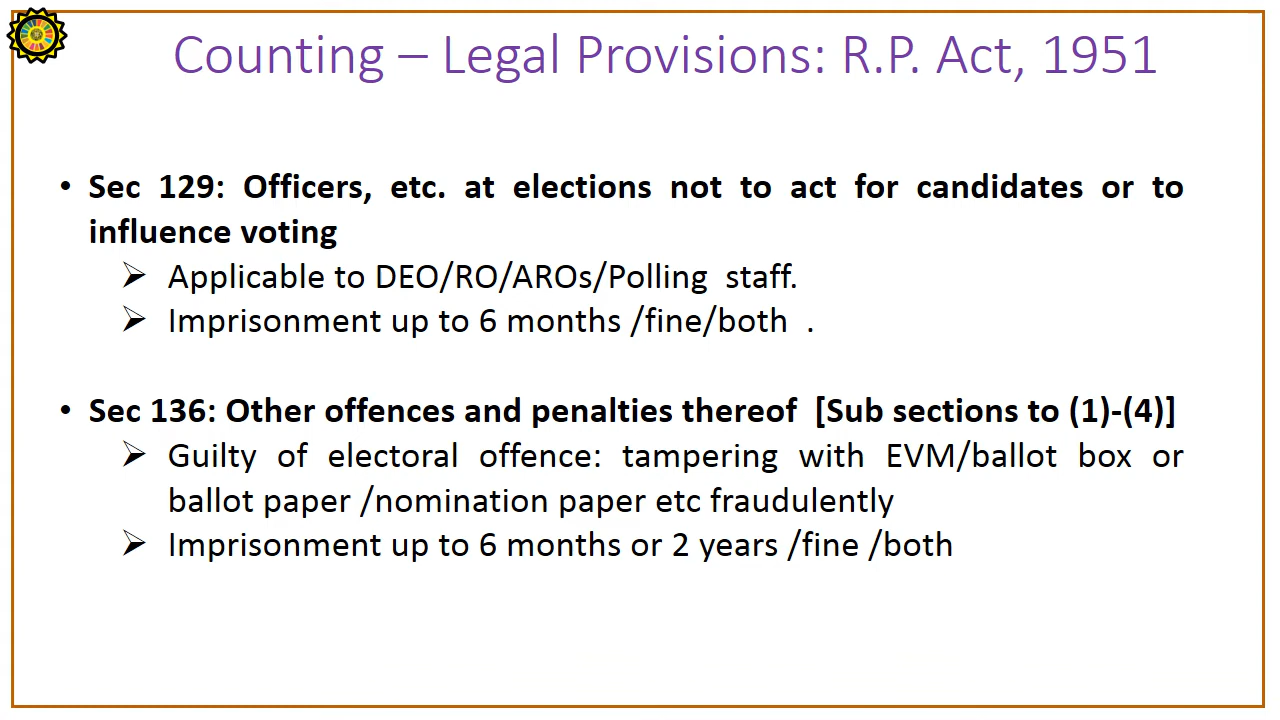 Counting – Legal Provisions: R.P. Act, 1951
• Sec 129: Officers, etc. at elections not to act for candidates or to
influence voting
➢ Applicable to DEO/RO/AROs/Polling staff.
➢ Imprisonment up to 6 months /fine/both .
• Sec 136: Other offences and penalties thereof [Sub sections to (1)-(4)]
➢ Guilty of electoral offence: tampering with EVM/ballot box or
ballot paper /nomination paper etc fraudulently
➢ Imprisonment up to 6 months or 2 years /fine /both